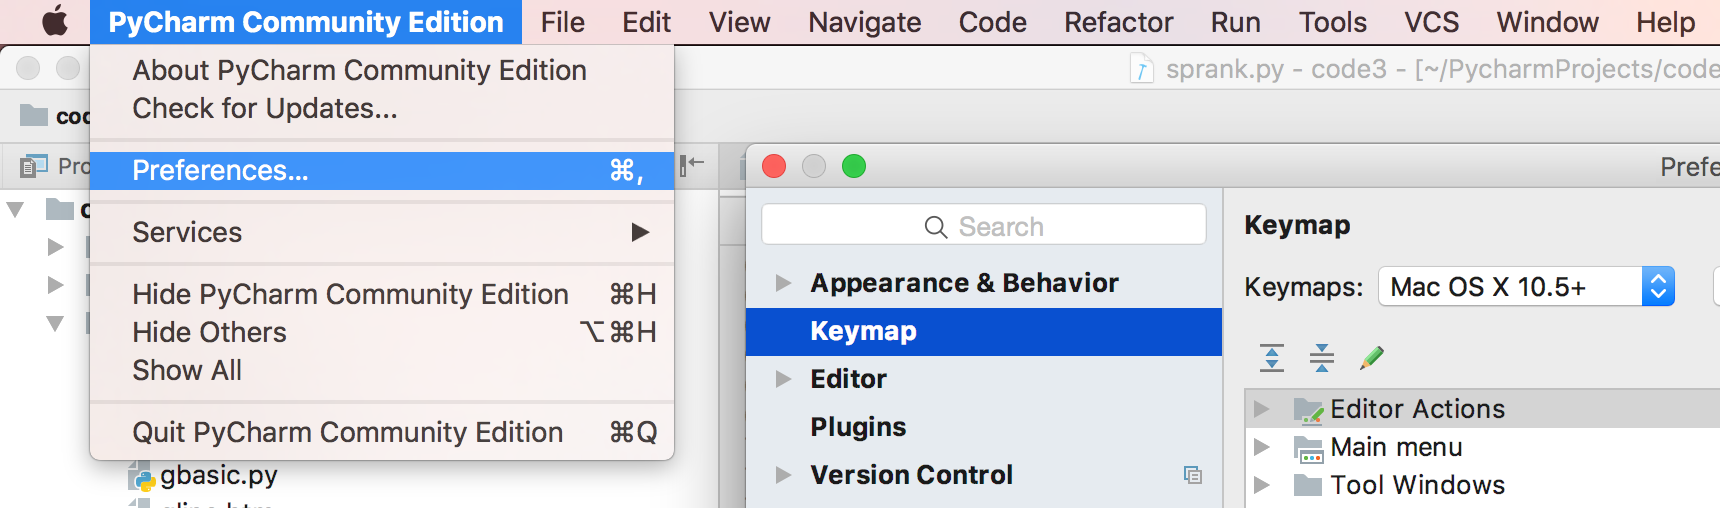 PyCharm Community Edition File Edit View Navigate Code Refactor Run Tools VCS Window Help
About PyCharm Community Edition
Check for Updates...
Preferences... ⌘,
Services
Hide PyCharm Community Edition ⌘H
Hide Others ⌥⌘H
Show All
Quit PyCharm Community Edition ⌘Q
gbasic.py
sprank.py - code3 - [~/PycharmProjects/code
Search
Appearance & Behavior
Keymap
Editor
Plugins
Version Control
Keymap
Keymaps: Mac OS X 10.5+
Editor Actions
Main menu
Tool Windows